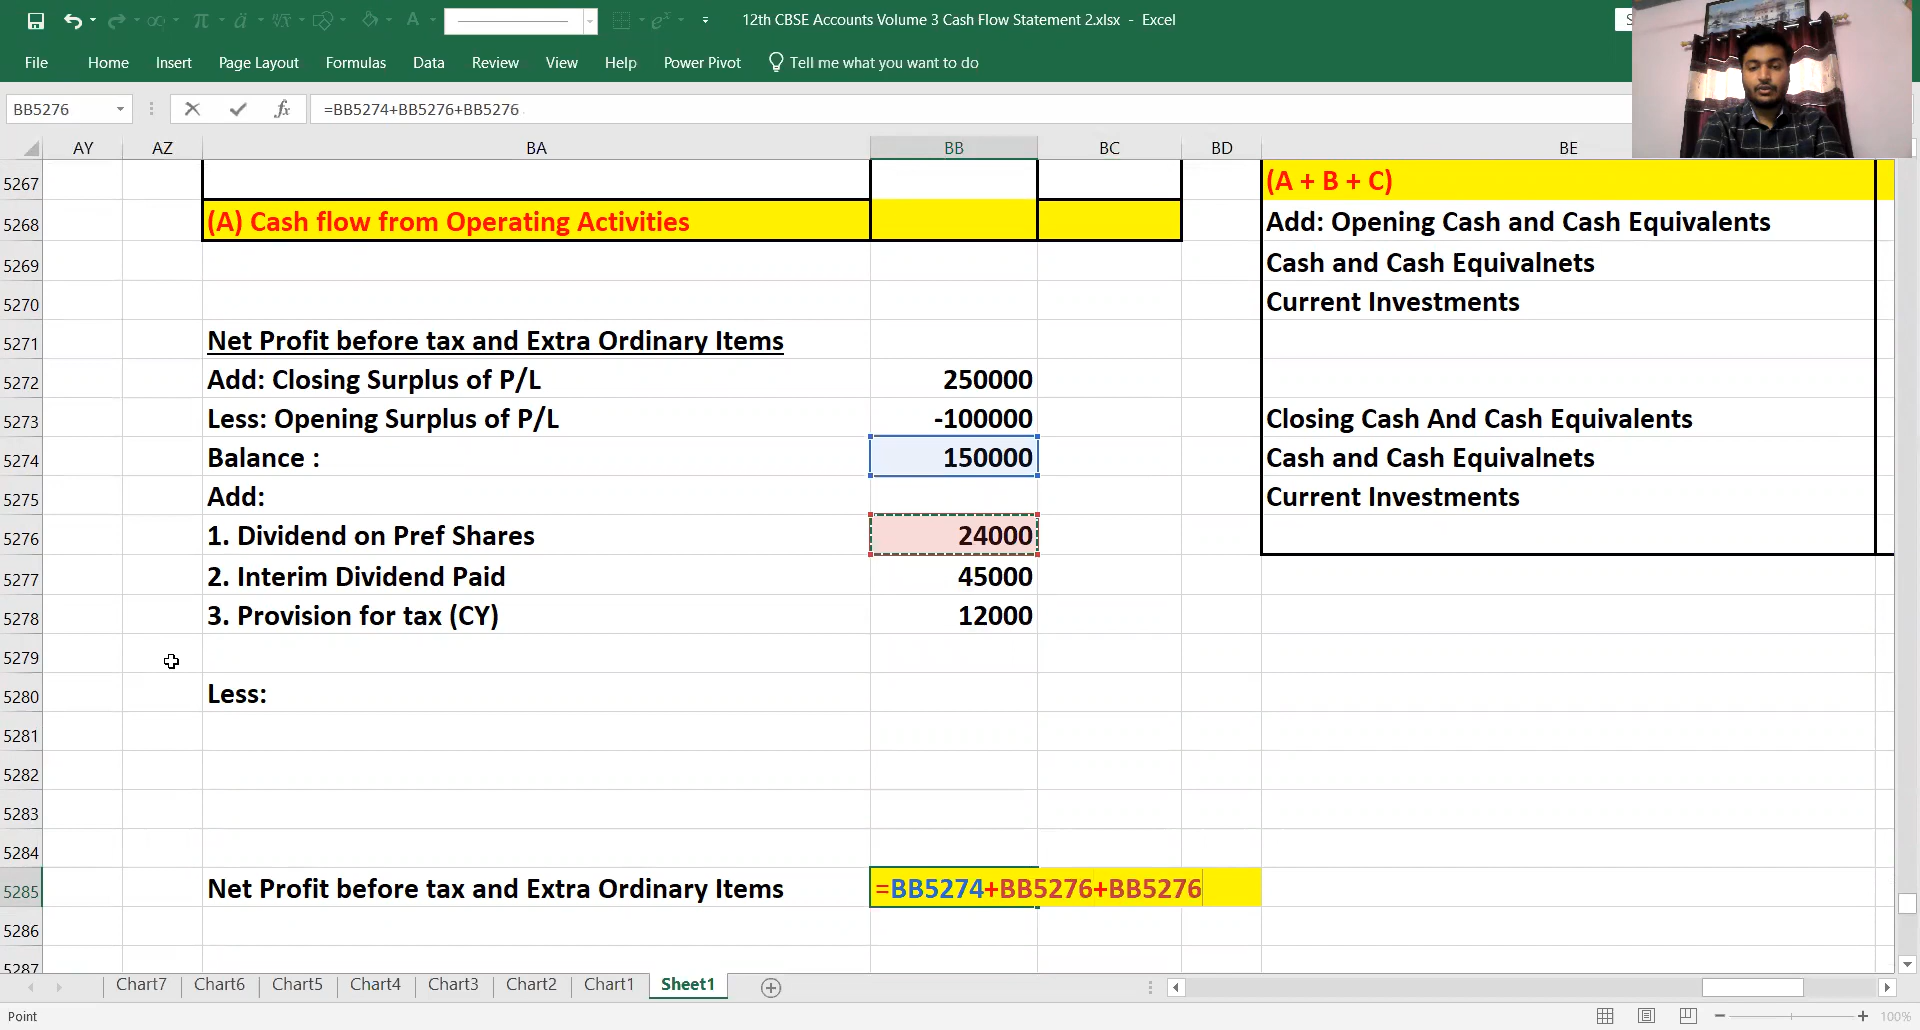 12th CBSE Accounts Volume 3 Cash Flow Statement 2.xlsx - Excel
File Home Insert Page Layout Formulas Data Review View Help Power Pivot Tell me what you want to do
BB5276 fx =BB5274+BB5276+BB5276
AY AZ BA BB BC BD BE
5267 (A + B + C)
5268 (A) Cash flow from Operating Activities Add: Opening Cash and Cash Equivalents
5269 Cash and Cash Equivalnets
5270 Current Investments
5271 Net Profit before tax and Extra Ordinary Items
5272 Add: Closing Surplus of P/L 250000
5273 Less: Opening Surplus of P/L -100000 Closing Cash And Cash Equivalents
5274 Balance : 150000 Cash and Cash Equivalnets
5275 Add: Current Investments
5276 1. Dividend on Pref Shares 24000
5277 2. Interim Dividend Paid 45000
5278 3. Provision for tax (CY) 12000
5279
5280 Less:
5281
5282
5283
5284
5285 Net Profit before tax and Extra Ordinary Items =BB5274+BB5276+BB5276
5286
5287
Chart7 Chart6 Chart5 Chart4 Chart3 Chart2 Chart1 Sheet1
Point 100%